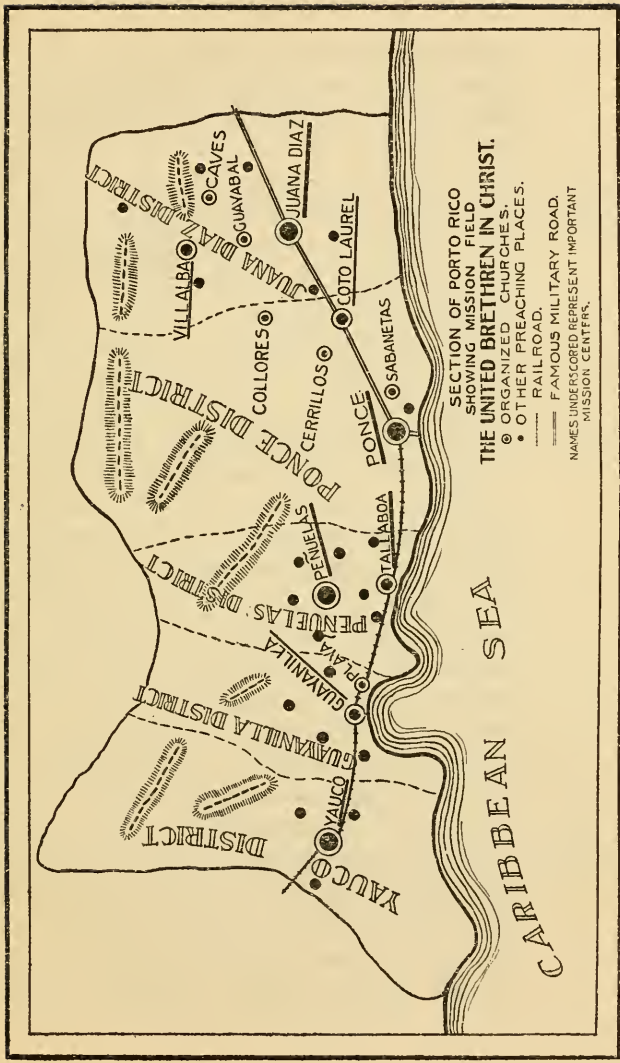 YAUCO DISTRICT
GUAYANILLA DISTRICT
PEÑUELAS DISTRICT
PONCE DISTRICT
JUANA DIAZ DISTRICT
YAUCO
GUAYANILLA
PLAYA
PEÑUELAS
TALLABOA
PONCE
SABANETAS
CERRILLOS
COLLORES
COTO LAUREL
VILLALBA
GUAYABAL
CAVES
JUANA DIAZ
CARIBBEAN SEA
SECTION OF PORTO RICO
SHOWING MISSION FIELD
THE UNITED BRETHREN IN CHRIST.
ORGANIZED CHURCHES.
OTHER PREACHING PLACES.
RAILROAD.
FAMOUS MILITARY ROAD.
NAMES UNDERSCORED REPRESENT IMPORTANT
MISSION CENTERS.